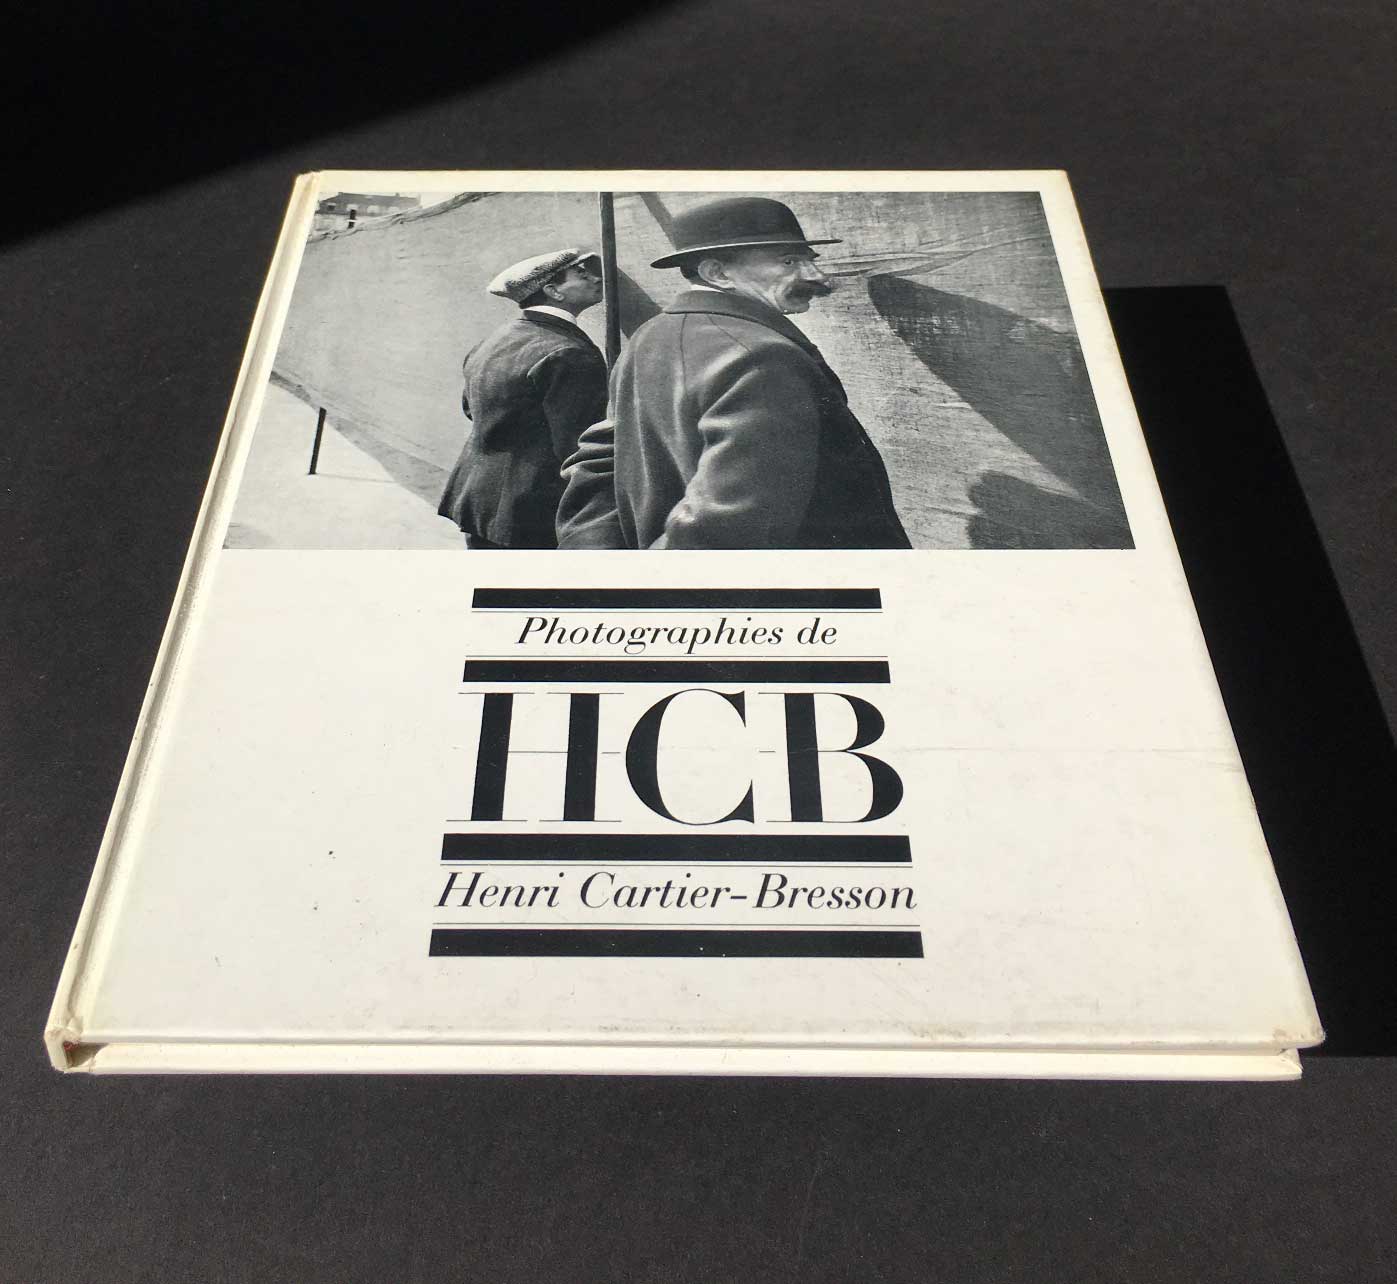 Photographies de
HCB
Henri Cartier-Bresson